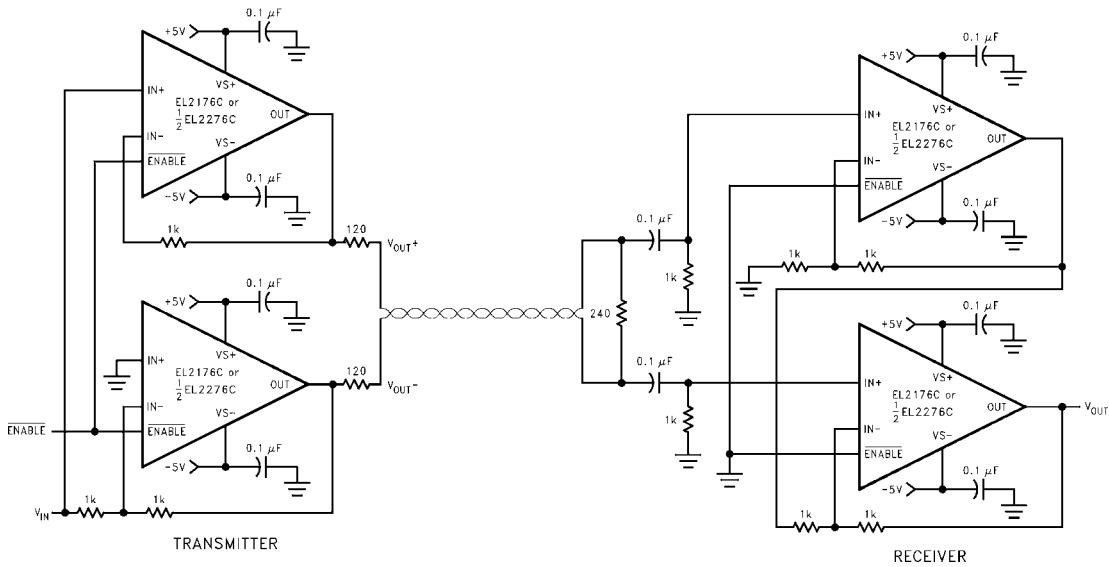 +5V
0.1 μF
VS+
IN+
EL2176C or
1/2 EL2276C
OUT
IN-
VS-
ENABLE
-5V
0.1 μF
1k
120
VOUT+
+5V
0.1 μF
VS+
IN+
EL2176C or
1/2 EL2276C
OUT
120
VOUT-
IN-
VS-
ENABLE
ENABLE
0.1 μF
-5V
VIN
1k
1k
TRANSMITTER
0.1 μF
1k
240
0.1 μF
1k
+5V
0.1 μF
VS+
IN+
EL2176C or
1/2 EL2276C
OUT
IN-
VS-
ENABLE
0.1 μF
-5V
1k
1k
+5V
0.1 μF
VS+
IN+
EL2176C or
1/2 EL2276C
OUT
VOUT
IN-
VS-
ENABLE
0.1 μF
-5V
1k
1k
RECEIVER